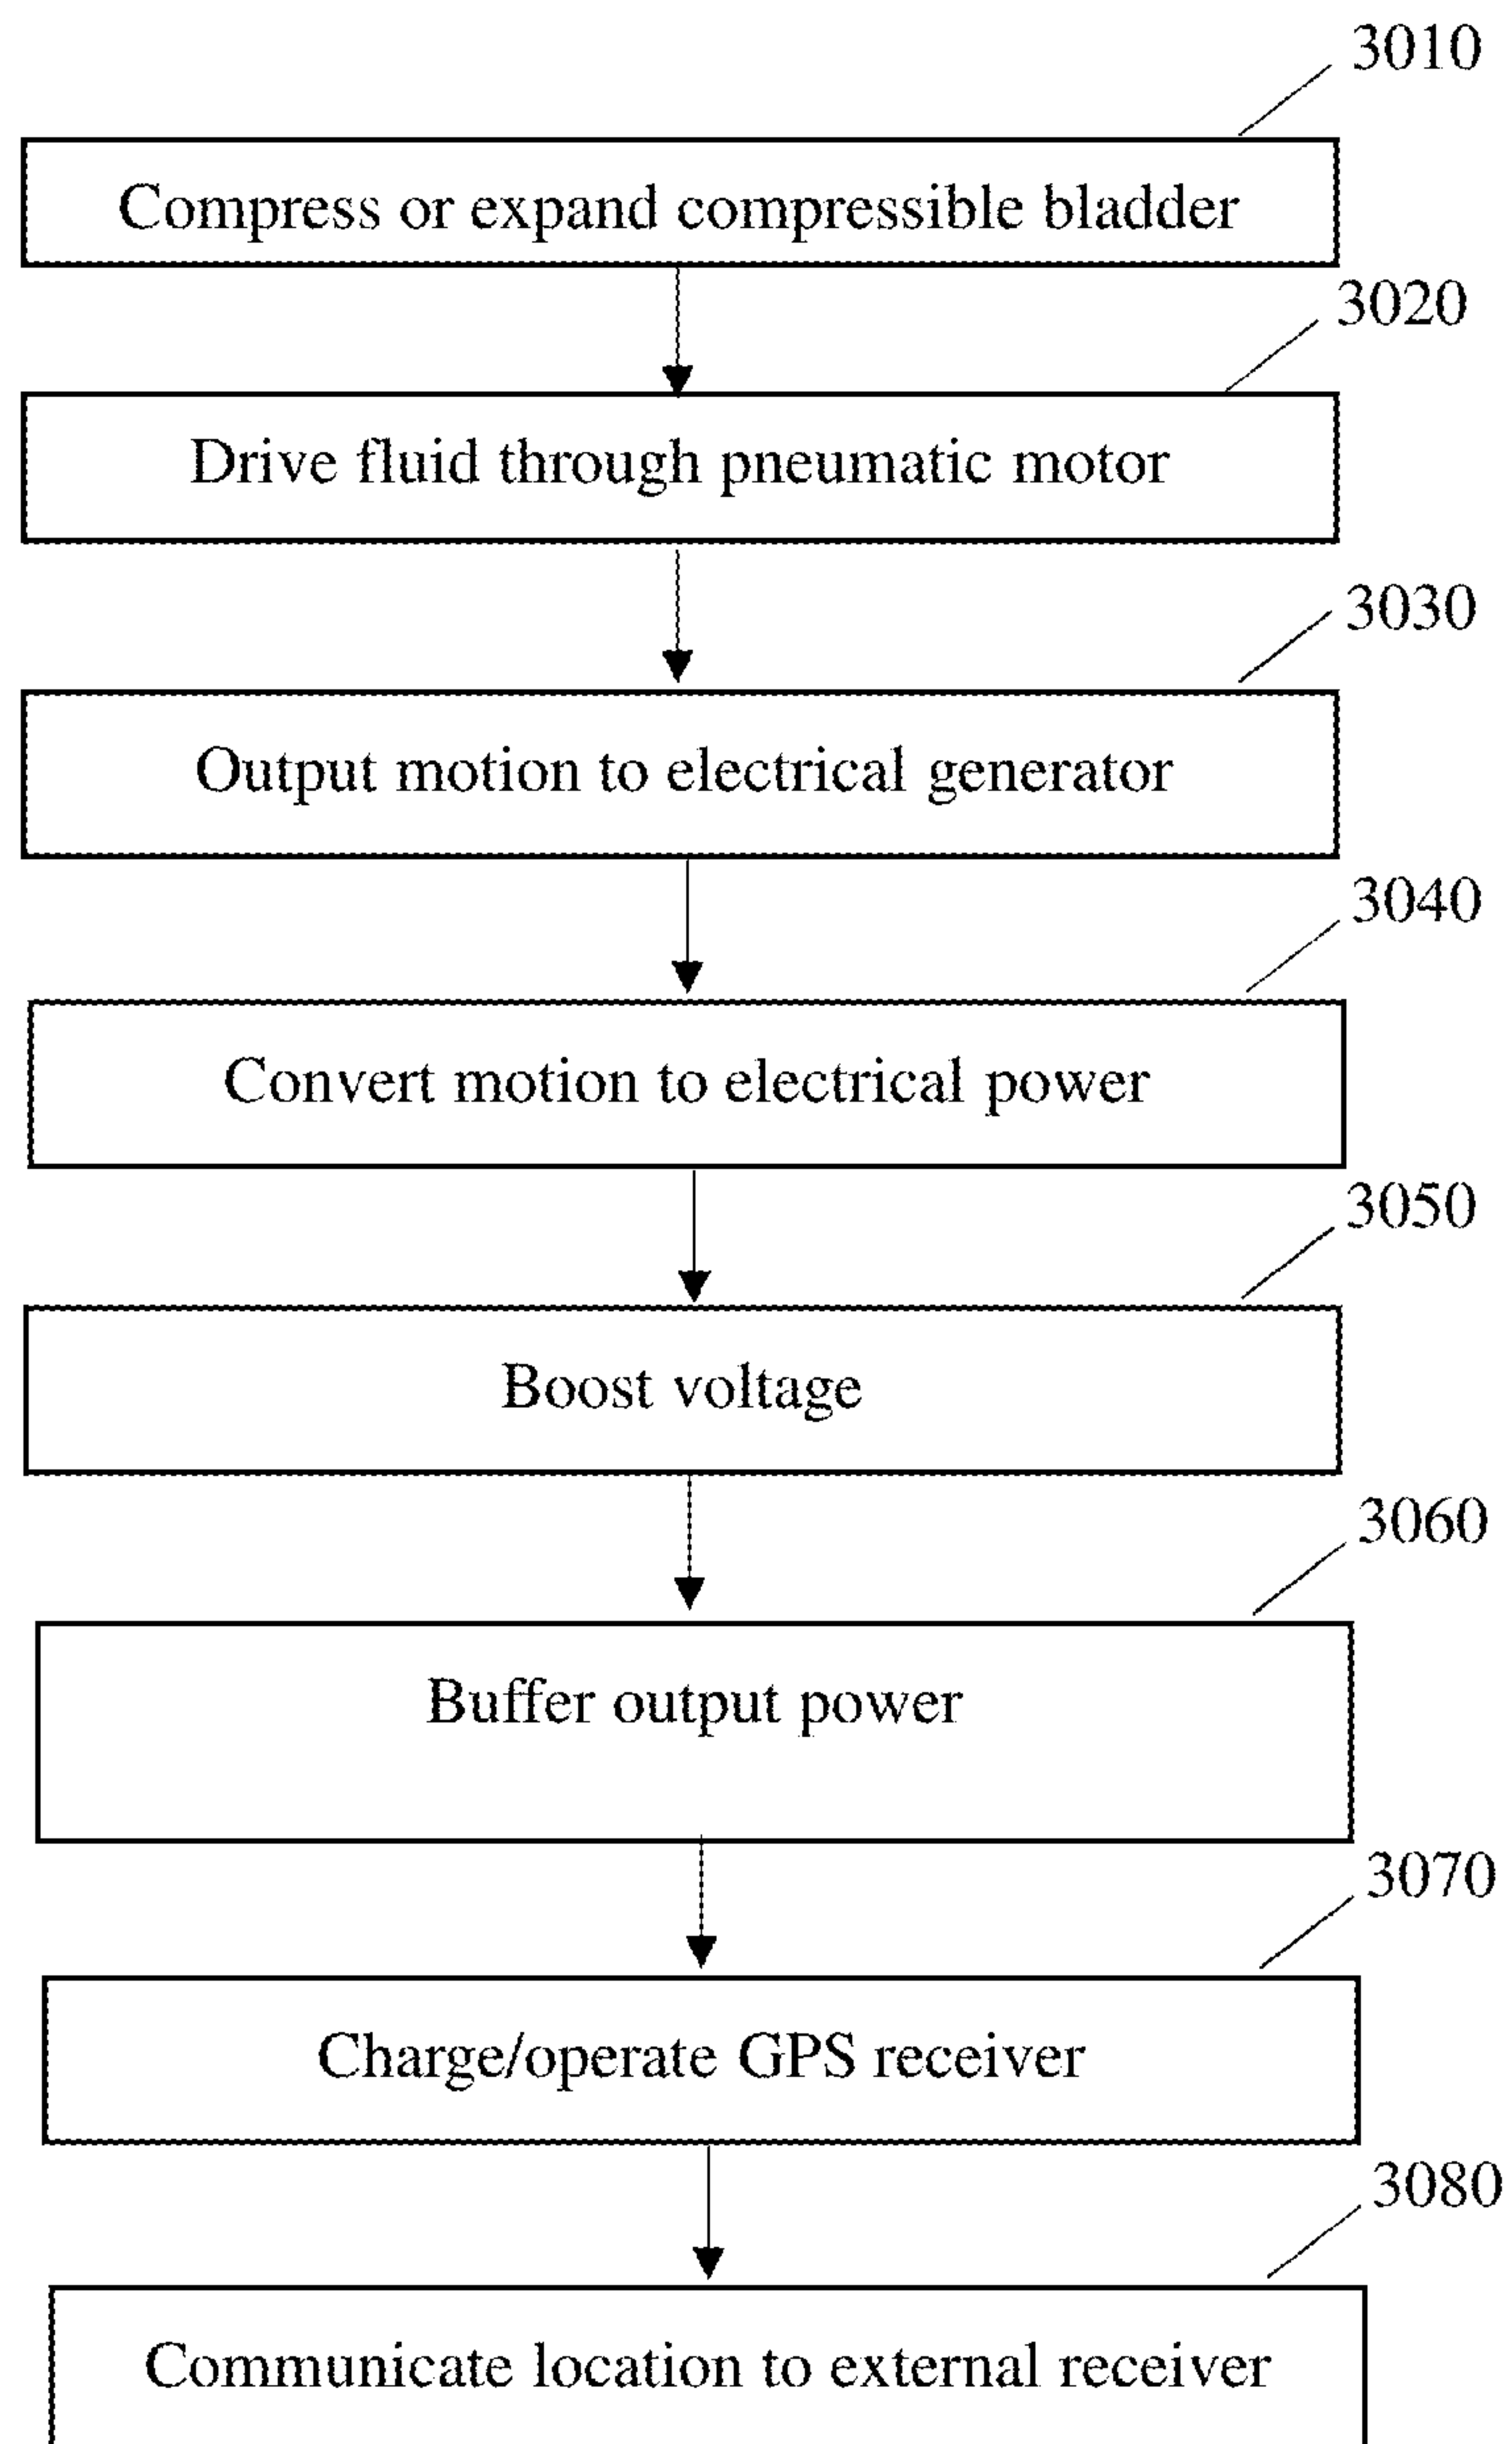 3010
Compress or expand compressible bladder
3020
Drive fluid through pneumatic motor
3030
Output motion to electrical generator
3040
Convert motion to electrical power
3050
Boost voltage
3060
Buffer output power
3070
Charge/operate GPS receiver
3080
Communicate location to external receiver